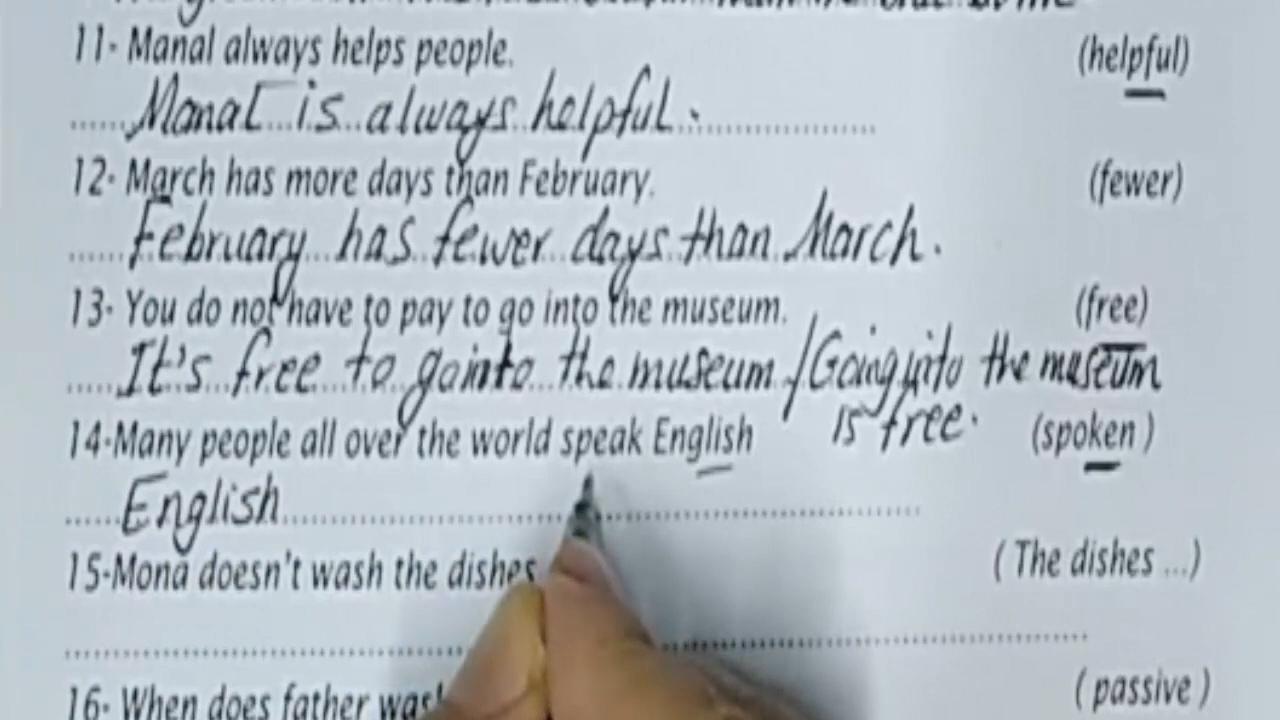 11- Manal always helps people. (helpful)
Manal is always helpful.
12- March has more days than February. (fewer)
February has fewer days than March.
13- You do not have to pay to go into the museum. (free)
It's free to go into the museum / Going into the museum
is free.
14-Many people all over the world speak English (spoken )
English
15-Mona doesn't wash the dishes ( The dishes ...)
16- When does father ( passive )